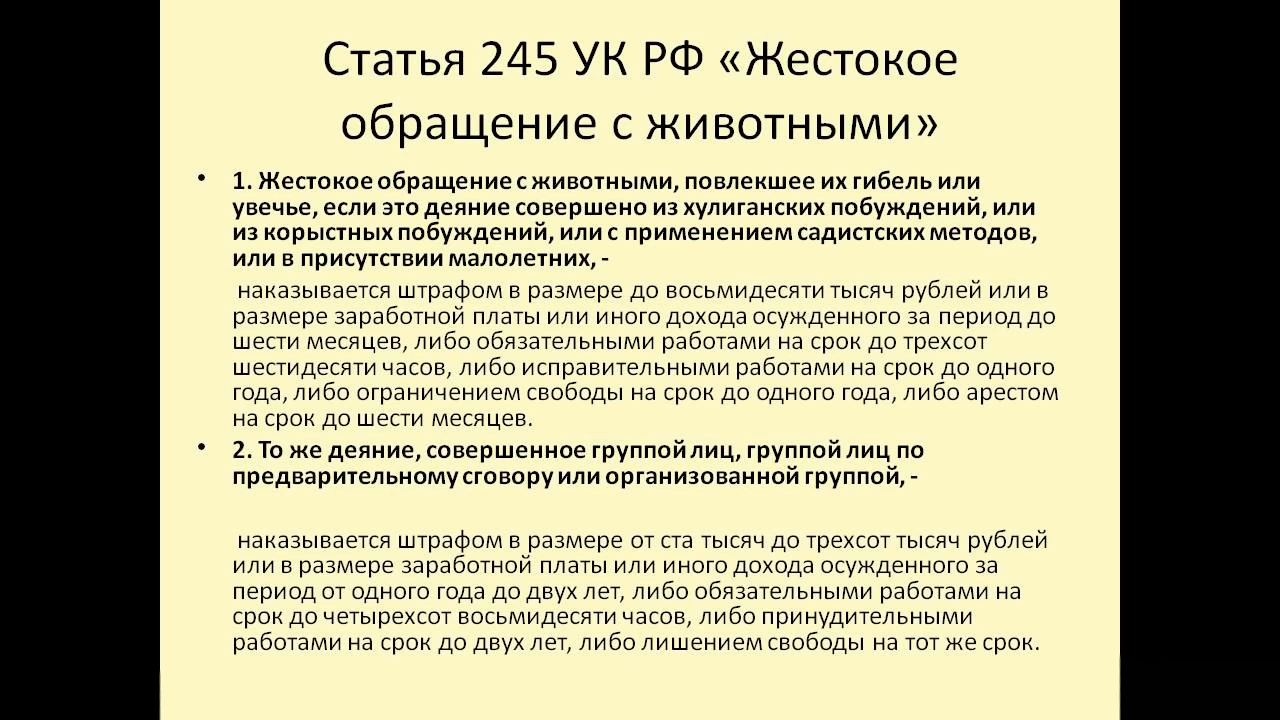 Статья 245 УК РФ «Жестокое
обращение с животными»
• 1. Жестокое обращение с животными, повлекшее их гибель или
увечье, если это деяние совершено из хулиганских побуждений, или
из корыстных побуждений, или с применением садистских методов,
или в присутствии малолетних, -
наказывается штрафом в размере до восьмидесяти тысяч рублей или в
размере заработной платы или иного дохода осужденного за период до
шести месяцев, либо обязательными работами на срок до трехсот
шестидесяти часов, либо исправительными работами на срок до одного
года, либо ограничением свободы на срок до одного года, либо арестом
на срок до шести месяцев.
• 2. То же деяние, совершенное группой лиц, группой лиц по
предварительному сговору или организованной группой, -
наказывается штрафом в размере от ста тысяч до трехсот тысяч рублей
или в размере заработной платы или иного дохода осужденного за
период от одного года до двух лет, либо обязательными работами на
срок до четырехсот восьмидесяти часов, либо принудительными
работами на срок до двух лет, либо лишением свободы на тот же срок.